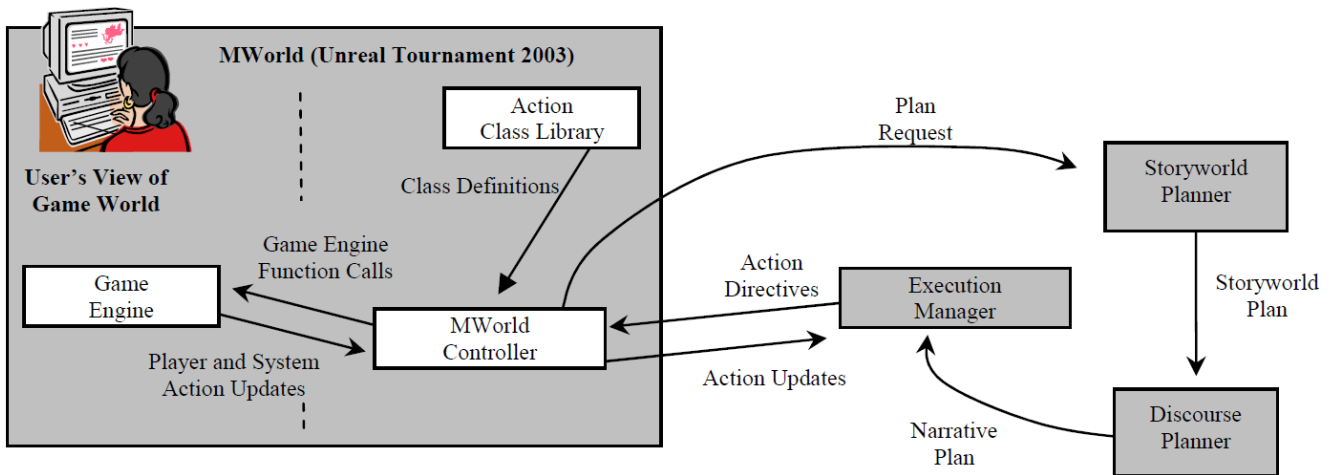 MWorld (Unreal Tournament 2003)
Action
Class Library
User's View of
Game World
Class Definitions
Game Engine
Function Calls
Game
Engine
MWorld
Controller
Player and System
Action Updates
Plan
Request
Storyworld
Planner
Action
Directives
Execution
Manager
Storyworld
Plan
Action Updates
Narrative
Plan
Discourse
Planner